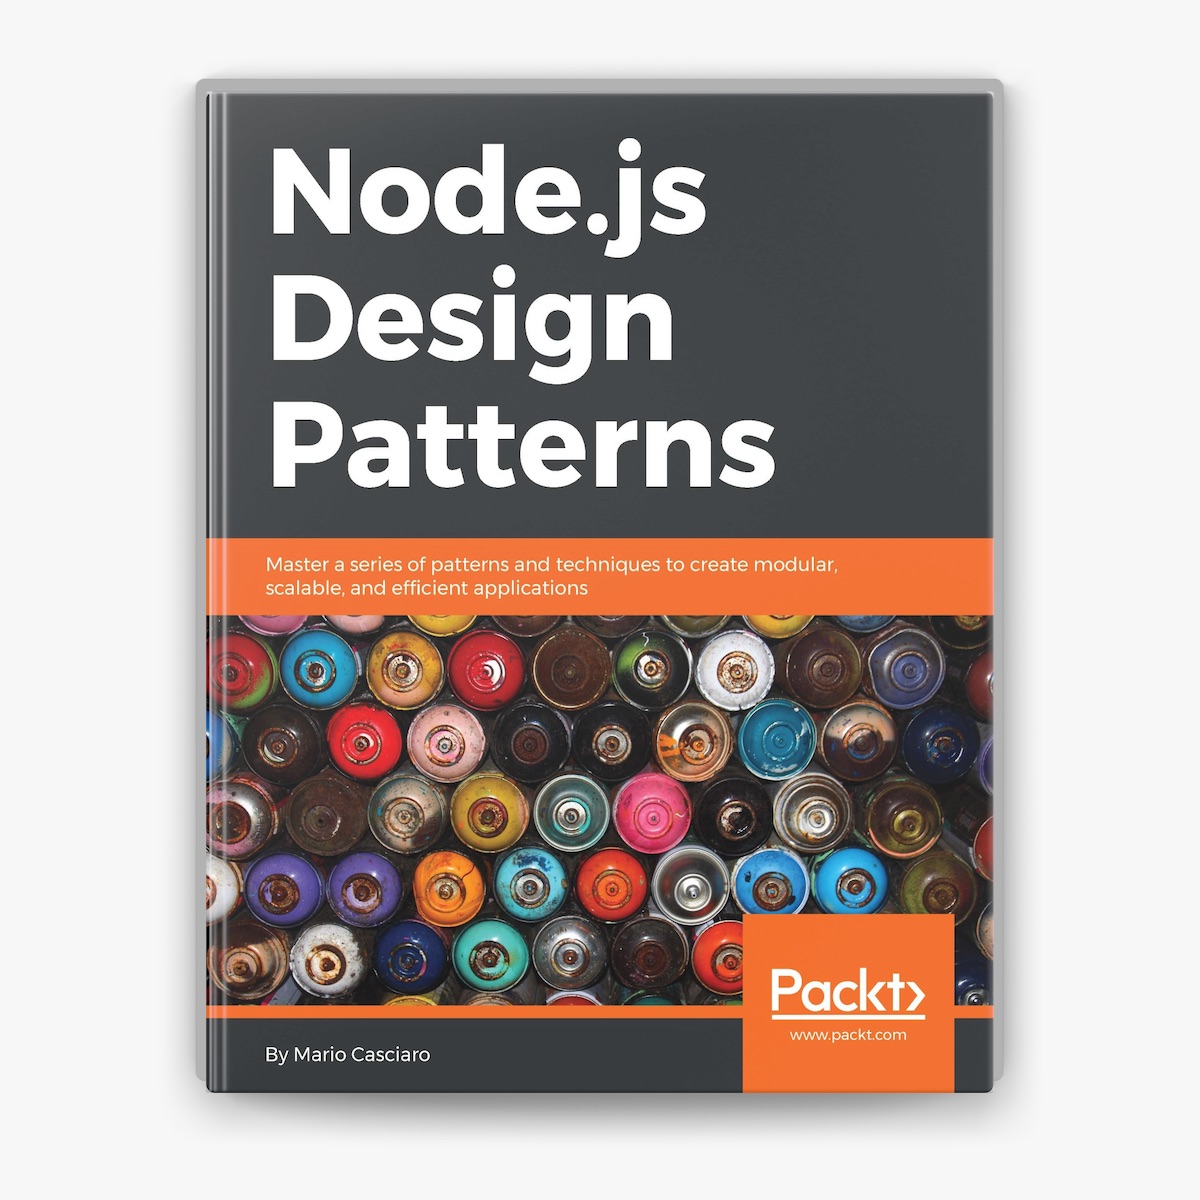 Node.js
Design
Patterns
Master a series of patterns and techniques to create modular,
scalable, and efficient applications
Packt>
www.packt.com
By Mario Casciaro